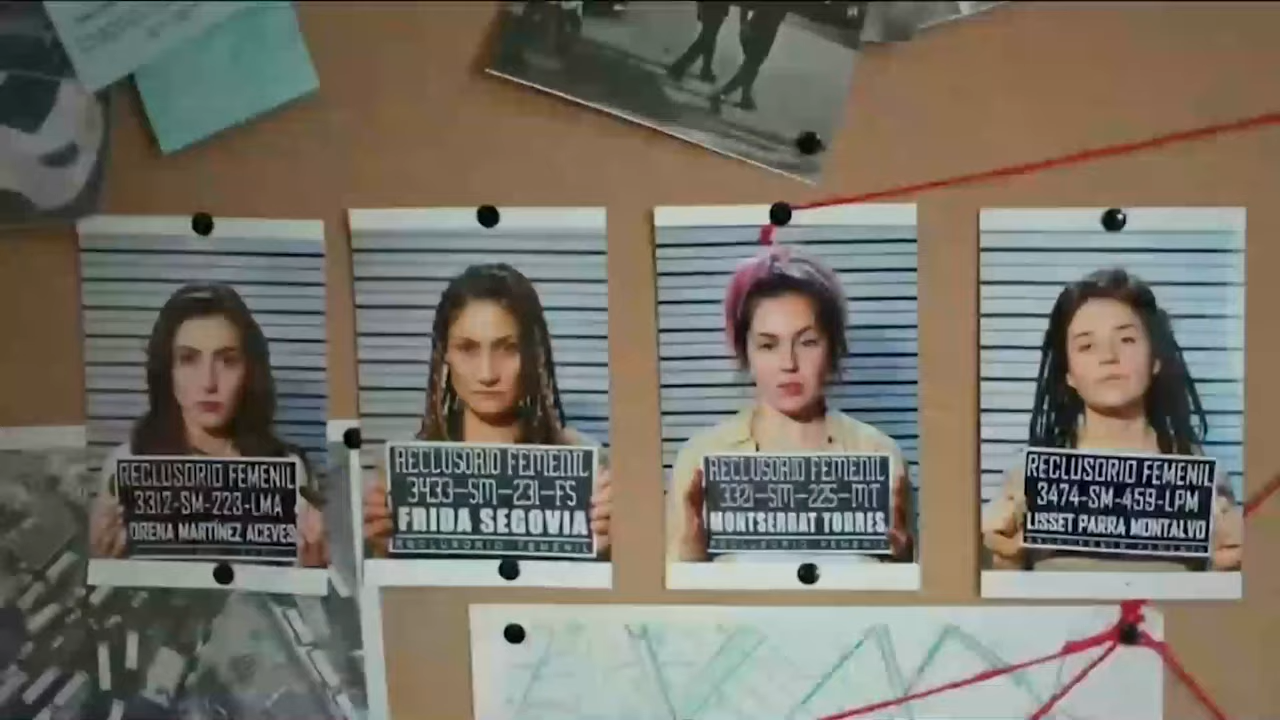 RECLUSORIO FEMENIL
3312-SM-223-LMA
ORENA MARTÍNEZ ACEVES
RECLUSORIO FEMENIL
3433-SM-231-FS
FRIDA SEGOVIA
RECLUSORIO FEMENIL
RECLUSORIO FEMENIL
3321-SM-225-MT
MONTSERRAT TORRES
RECLUSORIO FEMENIL
RECLUSORIO FEMENIL
3474-SM-459-LPM
LISSET PARRA MONTALVO
RECLUSORIO FEMENIL